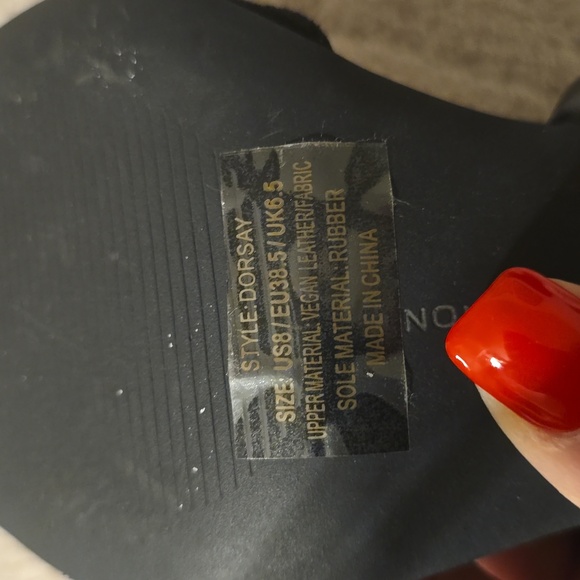 STYLE: DORSAY
SIZE: US8 / EU38.5 / UK6.5
UPPER MATERIAL: VEGAN LEATHER/FABRIC
SOLE MATERIAL: RUBBER
MADE IN CHINA